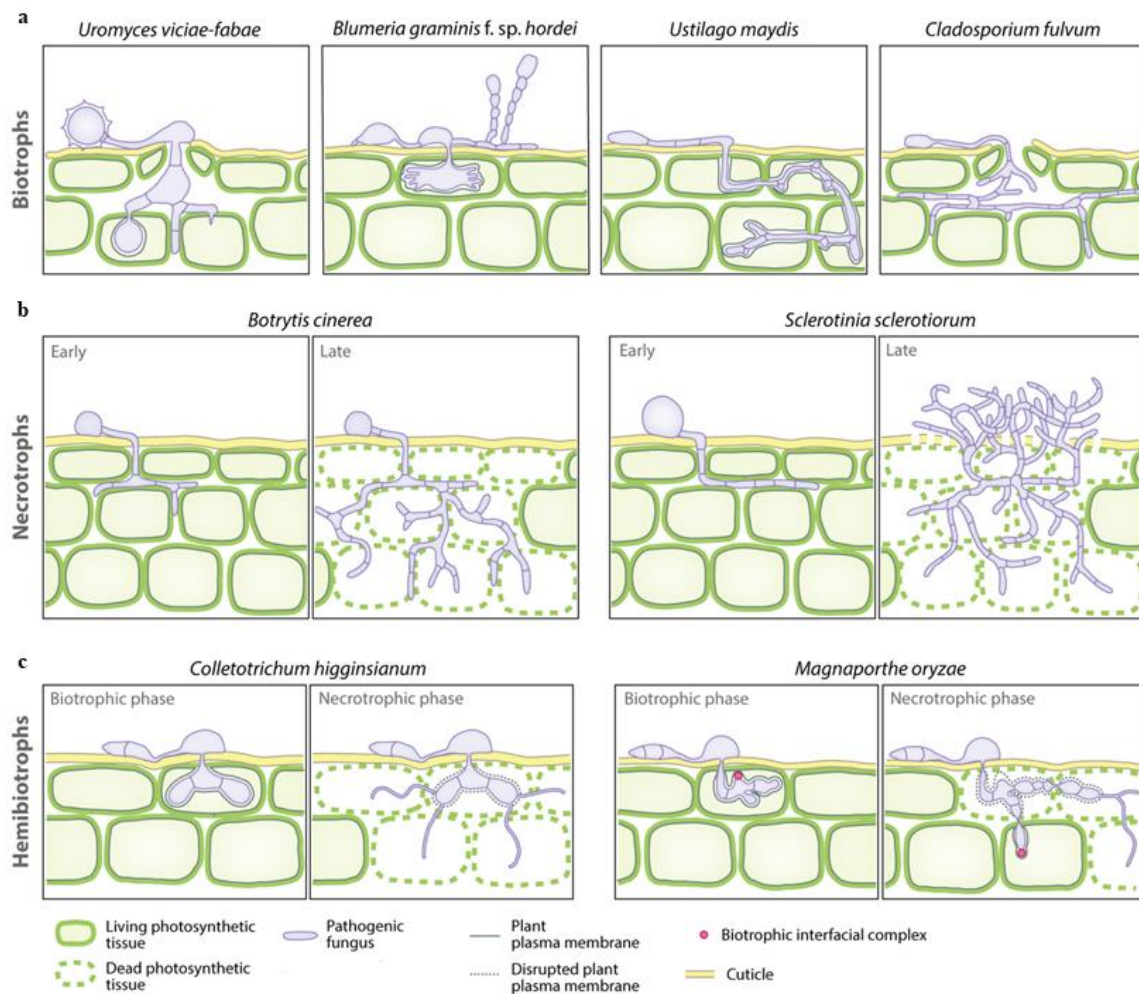 a
Uromyces viciae-fabae
Blumeria graminis f. sp. hordei
Ustilago maydis
Cladosporium fulvum
Biotrophs
b
Botrytis cinerea
Sclerotinia sclerotiorum
Early
Late
Early
Late
Necrotrophs
c
Colletotrichum higginsianum
Magnaporthe oryzae
Biotrophic phase
Necrotrophic phase
Biotrophic phase
Necrotrophic phase
Hemibiotrophs
Living photosynthetic
tissue
Pathogenic
fungus
Plant
plasma membrane
Biotrophic interfacial complex
Dead photosynthetic
tissue
Disrupted plant
plasma membrane
Cuticle